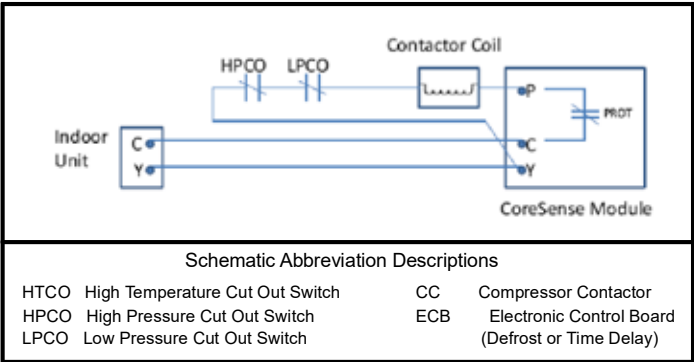 Contactor Coil
HPCO LPCO
P
PROT
Indoor
Unit
C
Y
C
Y
CoreSense Module
Schematic Abbreviation Descriptions
HTCO High Temperature Cut Out Switch CC Compressor Contactor
HPCO High Pressure Cut Out Switch ECB Electronic Control Board
LPCO Low Pressure Cut Out Switch (Defrost or Time Delay)